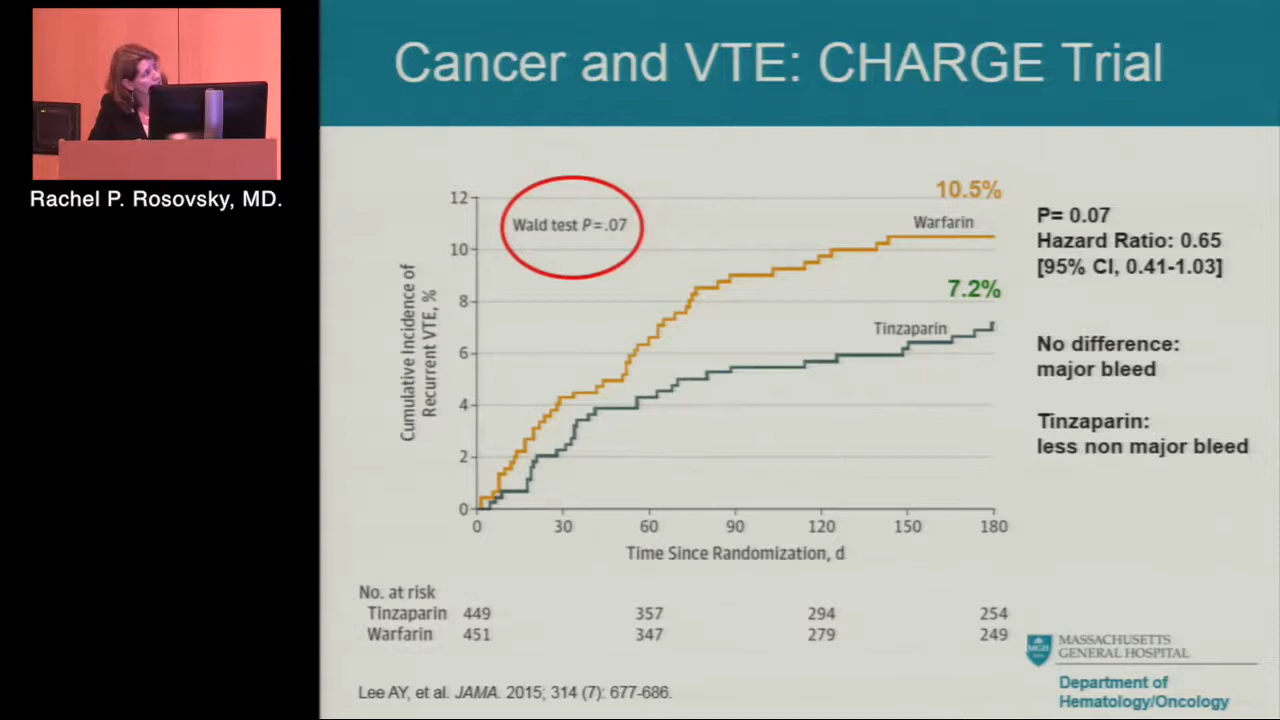 Cancer and VTE: CHARGE Trial
Rachel P. Rosovsky, MD.
Cumulative Incidence of
Recurrent VTE, %
12
10
8
6
4
2
0
Wald test P=.07
10.5%
Warfarin
7.2%
Tinzaparin
0 30 60 90 120 150 180
Time Since Randomization, d
P= 0.07
Hazard Ratio: 0.65
[95% CI, 0.41-1.03]
No difference:
major bleed
Tinzaparin:
less non major bleed
No. at risk
Tinzaparin 449 357 294 254
Warfarin 451 347 279 249
Lee AY, et al. JAMA. 2015; 314 (7): 677-686.
MGH
MASSACHUSETTS
GENERAL HOSPITAL
Department of
Hematology/Oncology